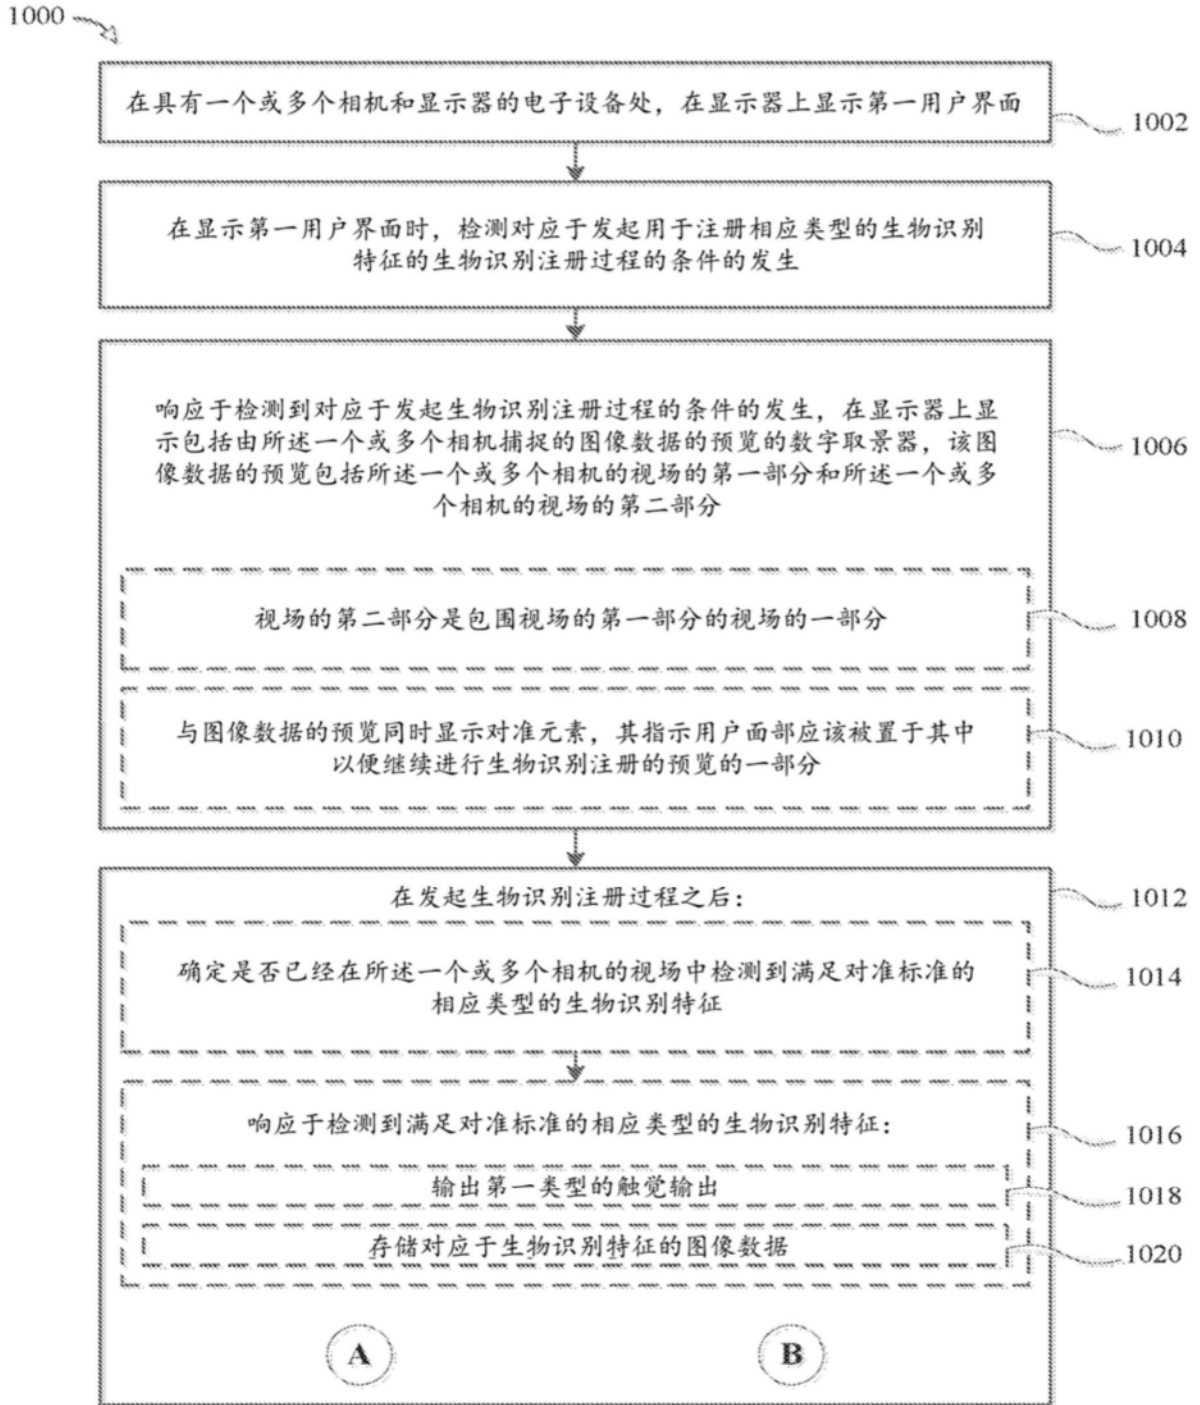 1000
在具有一个或多个相机和显示器的电子设备处，在显示器上显示第一用户界面
1002
在显示第一用户界面时，检测对应于发起用于注册相应类型的生物识别
特征的生物识别注册过程的条件的发生
1004
响应于检测到对应于发起生物识别注册过程的条件的发生，在显示器上显
示包括由所述一个或多个相机捕捉的图像数据的预览的数字取景器，该图
像数据的预览包括所述一个或多个相机的视场的第一部分和所述一个或多
个相机的视场的第二部分
1006
视场的第二部分是包围视场的第一部分的视场的一部分
1008
与图像数据的预览同时显示对准元素，其指示用户面部应该被置于其中
以便继续进行生物识别注册的预览的一部分
1010
在发起生物识别注册过程之后：
1012
确定是否已经在所述一个或多个相机的视场中检测到满足对准标准的
相应类型的生物识别特征
1014
响应于检测到满足对准标准的相应类型的生物识别特征：
1016
输出第一类型的触觉输出
1018
存储对应于生物识别特征的图像数据
1020
A
B